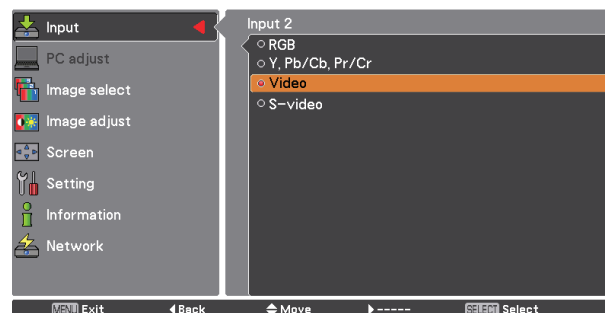 Input
PC adjust
Image select
Image adjust
Screen
Setting
Information
Network
Input 2
RGB
Y, Pb/Cb, Pr/Cr
Video
S-video
MENU Exit Back Move ----- SELECT Select